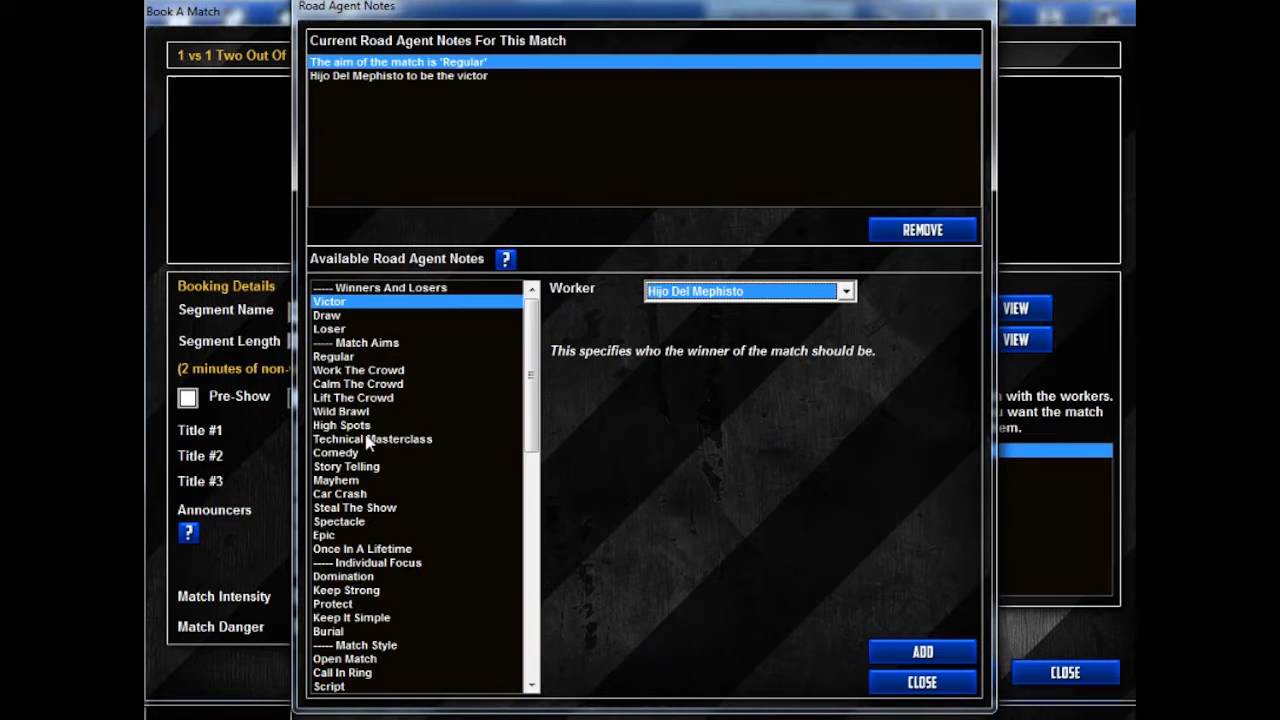 Book A Match
Road Agent Notes
1 vs 1 Two Out Of
Current Road Agent Notes For This Match
The aim of the match is 'Regular'
Hijo Del Mephisto to be the victor
REMOVE
Available Road Agent Notes ?
----- Winners And Losers
Victor
Draw
Loser
----- Match Aims
Regular
Work The Crowd
Calm The Crowd
Lift The Crowd
Wild Brawl
High Spots
Technical Masterclass
Comedy
Story Telling
Mayhem
Car Crash
Steal The Show
Spectacle
Epic
Once In A Lifetime
----- Individual Focus
Domination
Keep Strong
Protect
Keep It Simple
Burial
----- Match Style
Open Match
Call In Ring
Script
Worker
Hijo Del Mephisto
This specifies who the winner of the match should be.
ADD
CLOSE
Booking Details
Segment Name
Segment Length
(2 minutes of non-
Pre-Show
Title #1
Title #2
Title #3
Announcers
?
Match Intensity
Match Danger
VIEW
VIEW
with the workers.
want the match
CLOSE